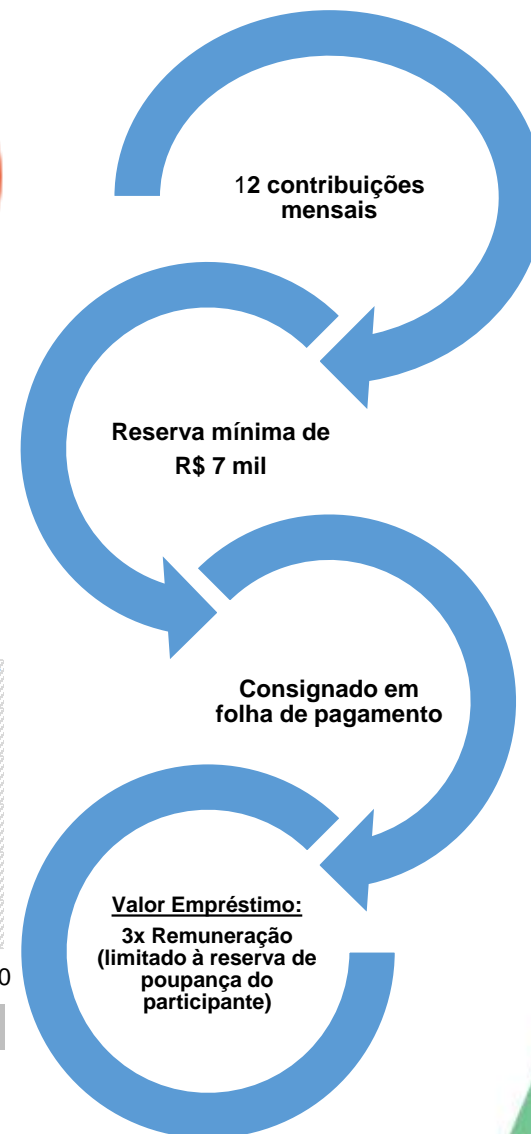 12 contribuições
mensais
Reserva mínima de
R$ 7 mil
Consignado em
folha de pagamento
Valor Empréstimo:
3x Remuneração
(limitado à reserva de
poupança do
participante)
0